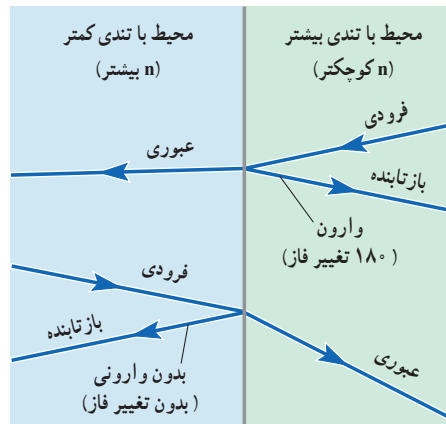 محیط با تندی بیشتر
(n کوچکتر)
محیط با تندی کمتر
(n بیشتر)
فرودی
بازتابنده
عبوری
وارون
(۱۸۰ تغییر فاز)
فرودی
بازتابنده
بدون وارونی
(بدون تغییر فاز)
عبوری